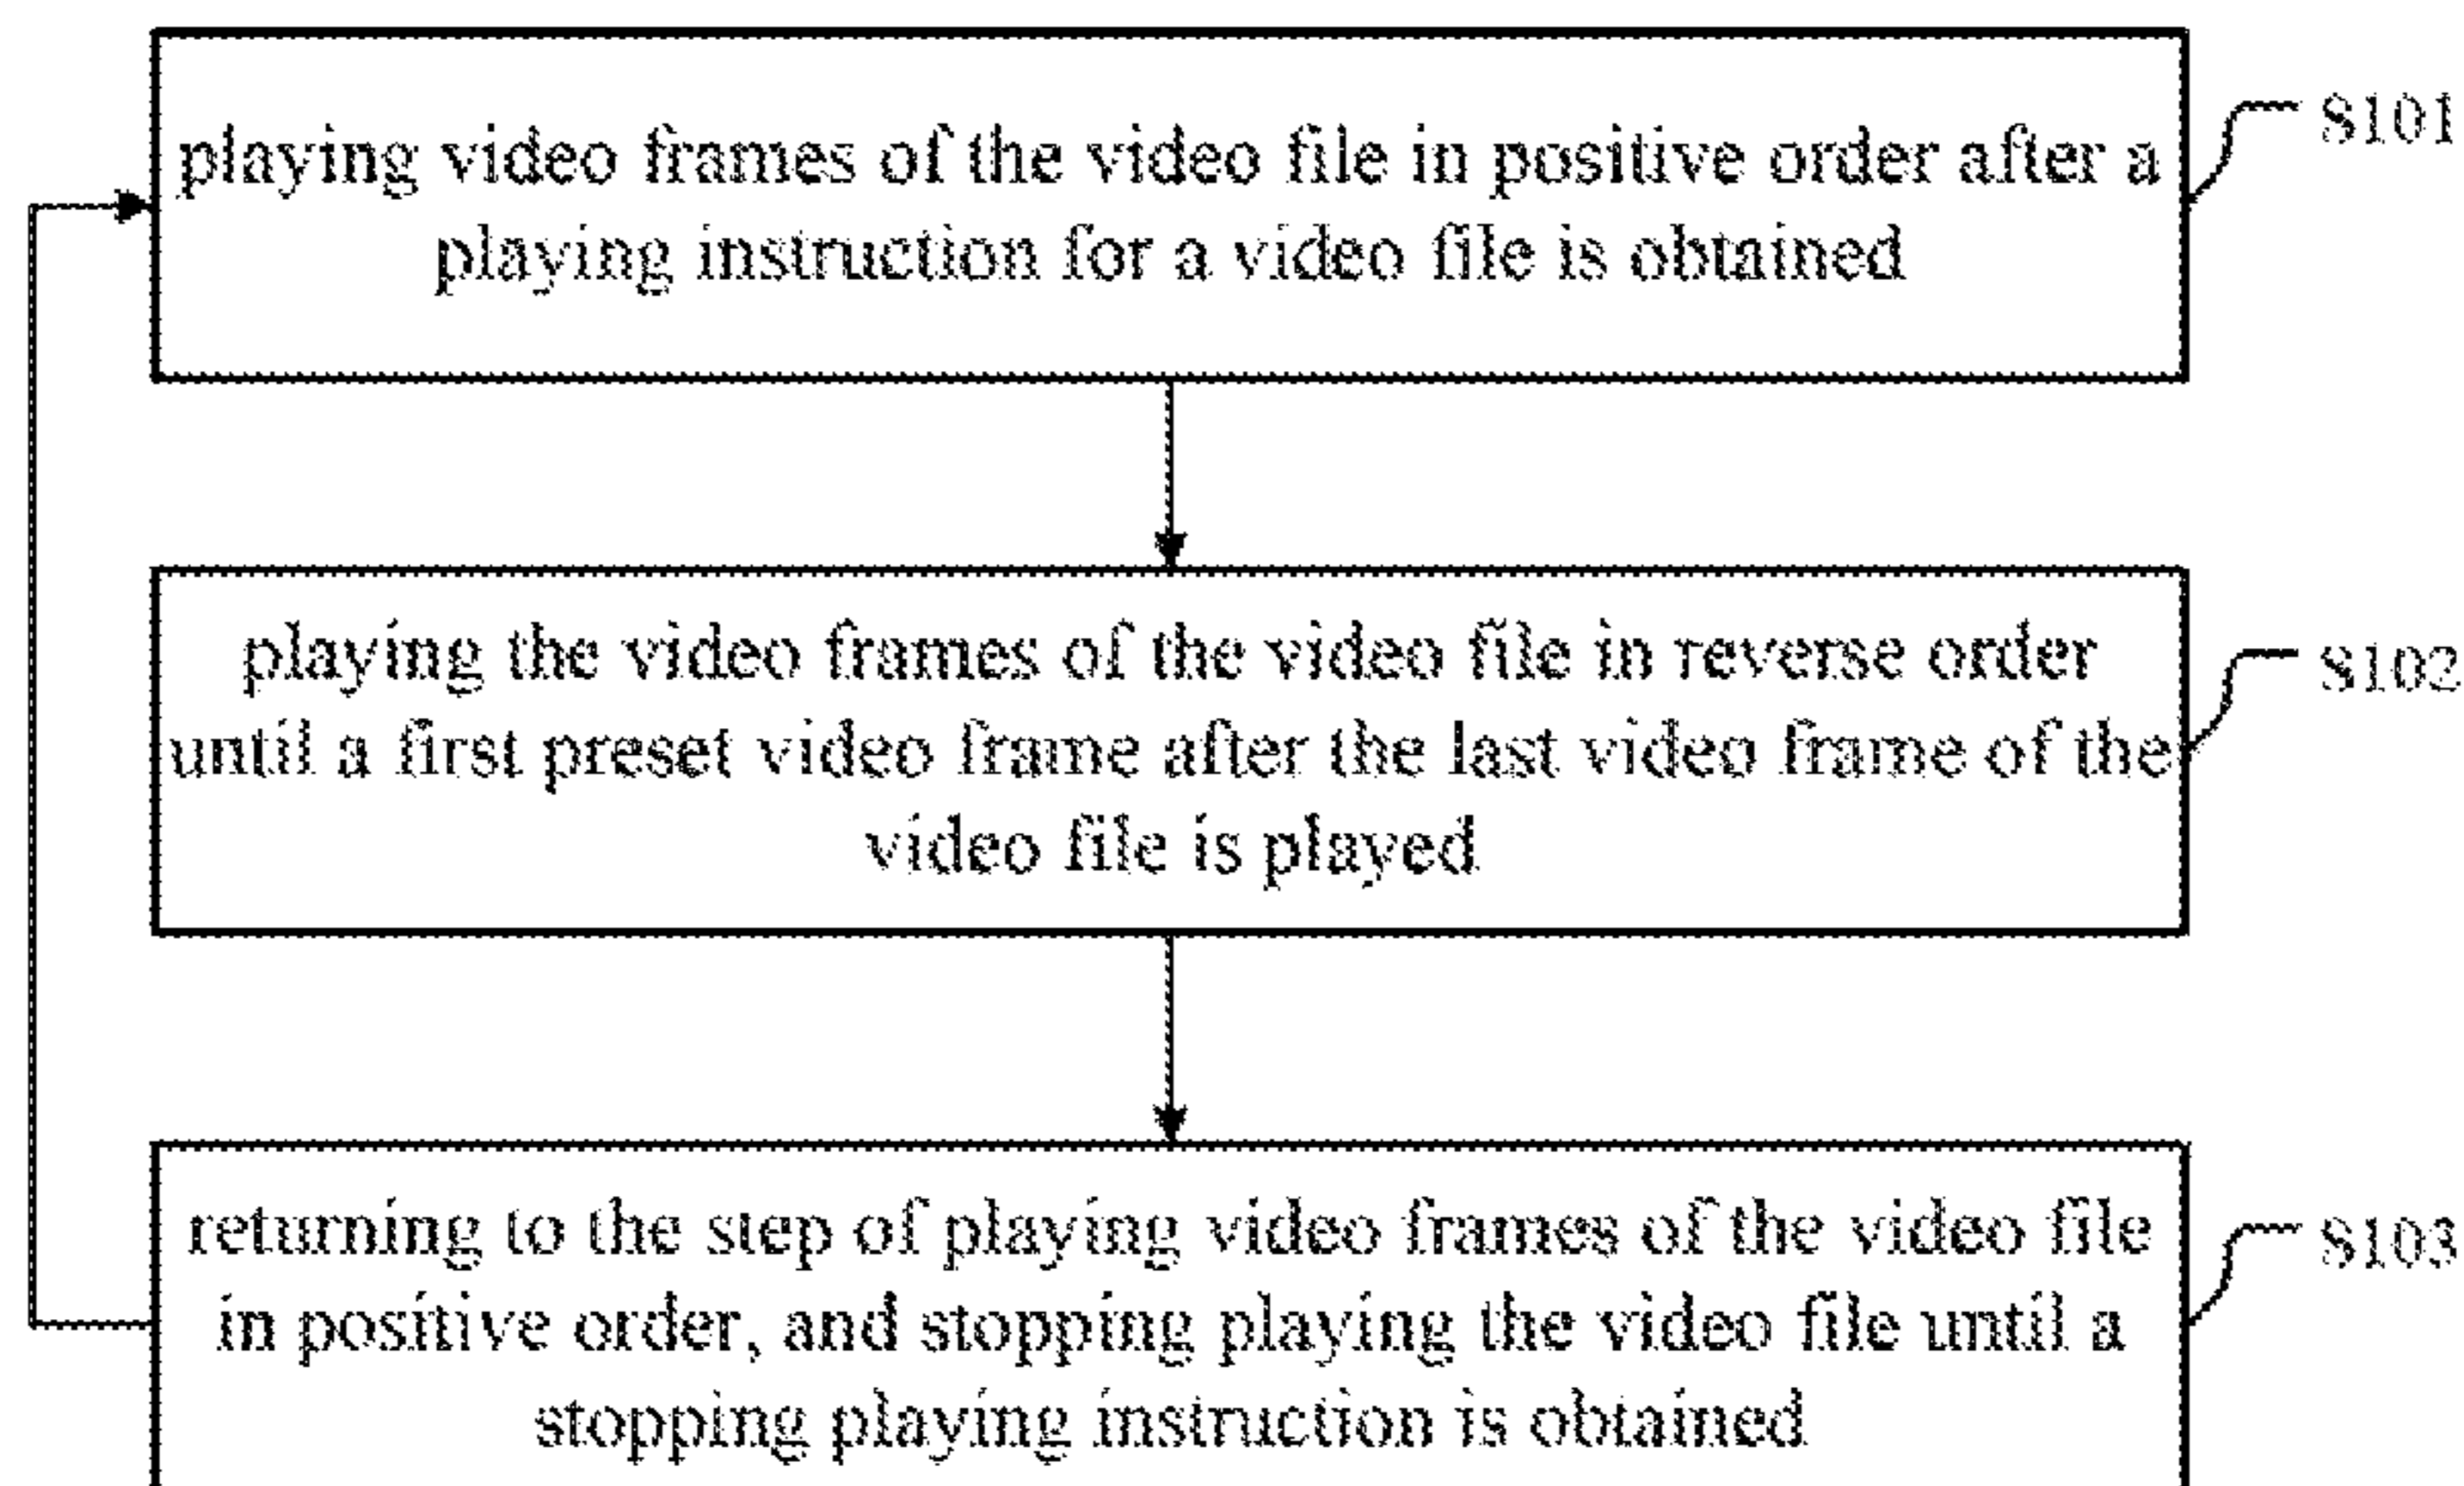 playing video frames of the video file in positive order after a
playing instruction for a video file is obtained
S101
playing the video frames of the video file in reverse order
until a first preset video frame after the last video frame of the
video file is played
S102
returning to the step of playing video frames of the video file
in positive order, and stopping playing the video file until a
stopping playing instruction is obtained
S103